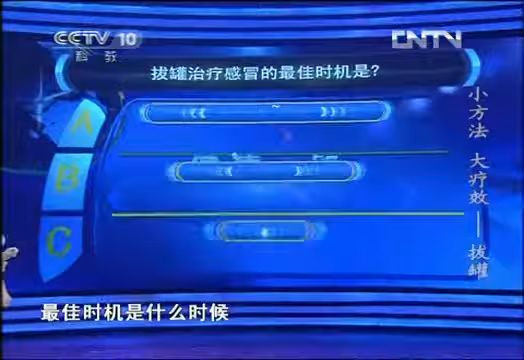 CCTV 10
科教
CNTV
拔罐治疗感冒的最佳时机是?
A
B
C
小方法 大疗效 — 拔罐
最佳时机是什么时候